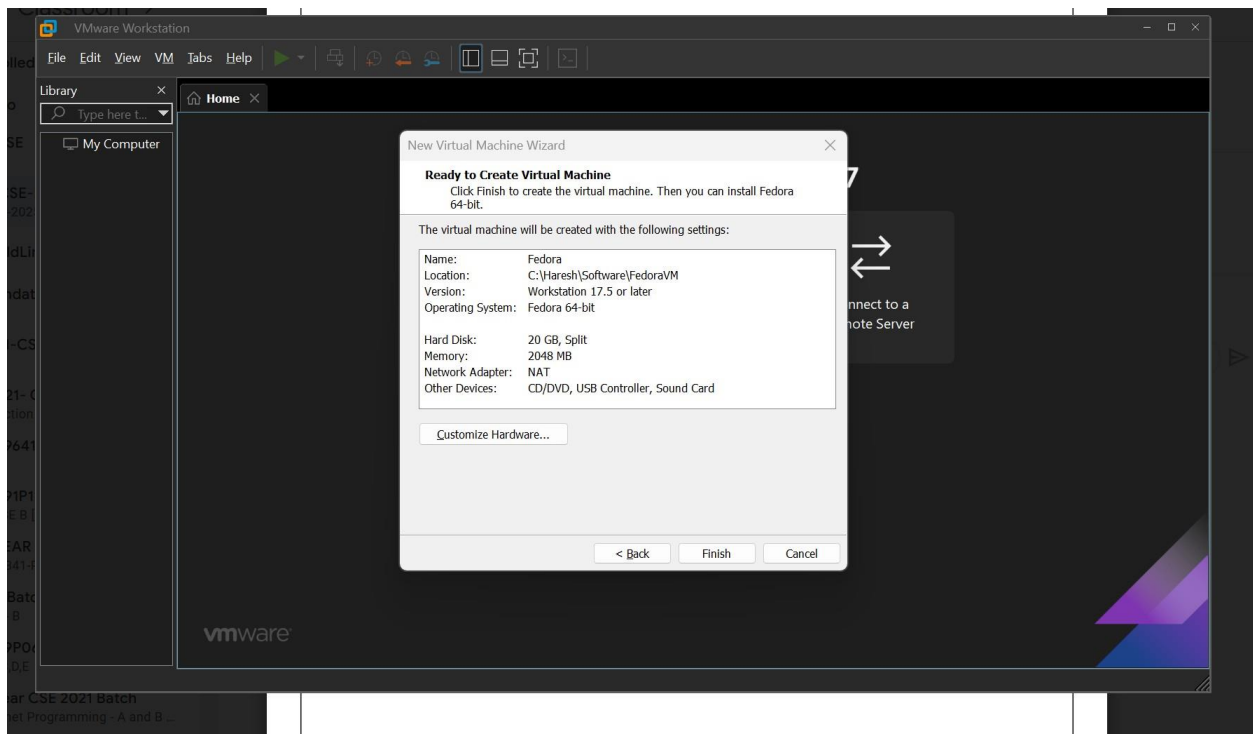 VMware Workstation
File Edit View VM Tabs Help
Library
Type here t...
My Computer
Home
New Virtual Machine Wizard
Ready to Create Virtual Machine
Click Finish to create the virtual machine. Then you can install Fedora
64-bit.
The virtual machine will be created with the following settings:
Name: Fedora
Location: C:\Haresh\Software\FedoraVM
Version: Workstation 17.5 or later
Operating System: Fedora 64-bit
Hard Disk: 20 GB, Split
Memory: 2048 MB
Network Adapter: NAT
Other Devices: CD/DVD, USB Controller, Sound Card
Customize Hardware...
< Back Finish Cancel
7
nnect to a
note Server
vmware
ar CSE 2021 Batch
net Programming - A and B ...